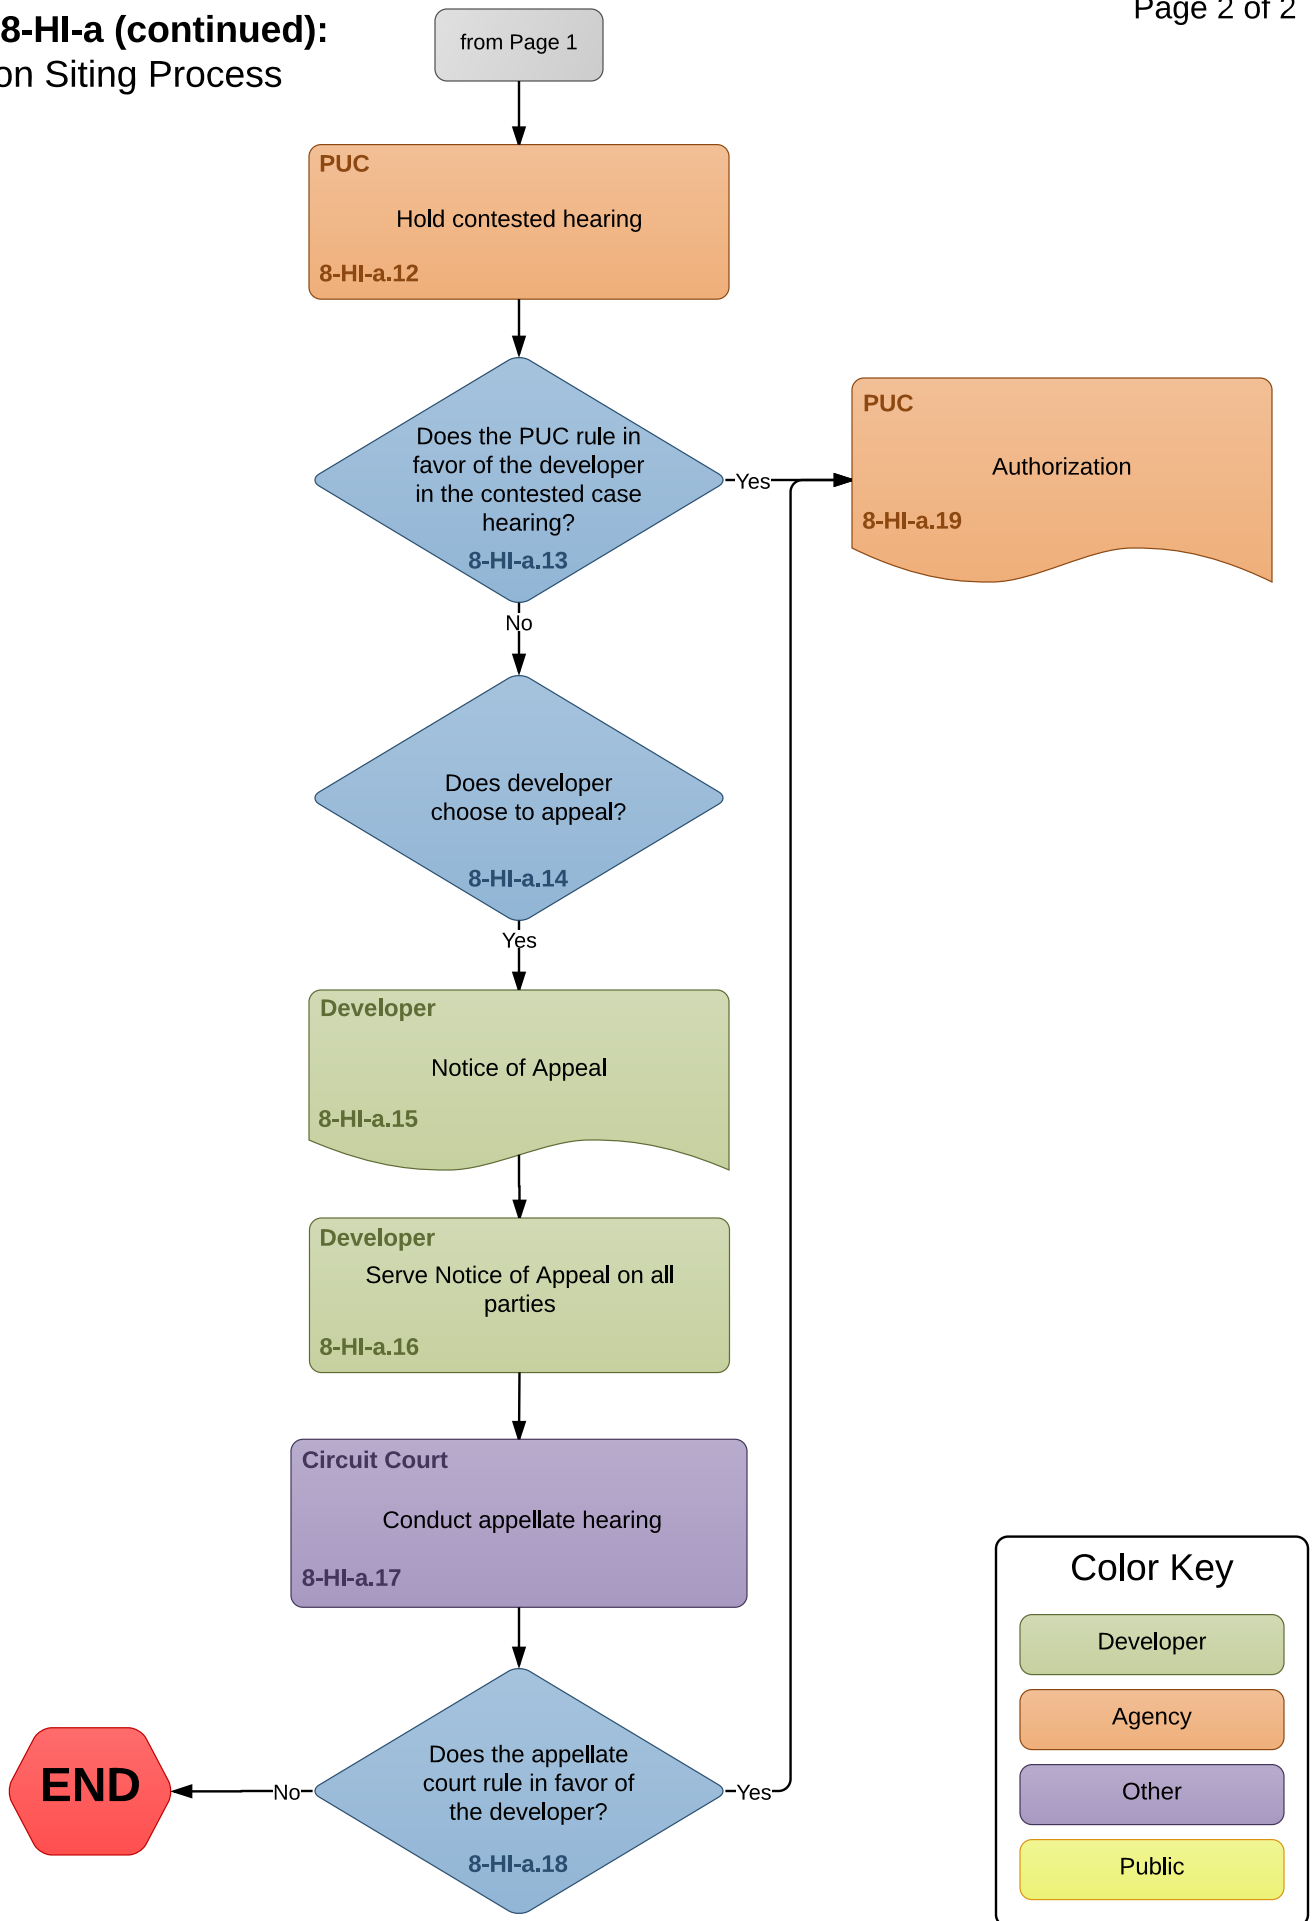 8-HI-a (continued):
on Siting Process
Page 2 of 2
from Page 1
PUC
Hold contested hearing
8-HI-a.12
Does the PUC rule in
favor of the developer
in the contested case
hearing?
8-HI-a.13
Yes
PUC
Authorization
8-HI-a.19
No
Does developer
choose to appeal?
8-HI-a.14
Yes
Developer
Notice of Appeal
8-HI-a.15
Developer
Serve Notice of Appeal on all
parties
8-HI-a.16
Circuit Court
Conduct appellate hearing
8-HI-a.17
Does the appellate
court rule in favor of
the developer?
8-HI-a.18
No
Yes
END
Color Key
Developer
Agency
Other
Public